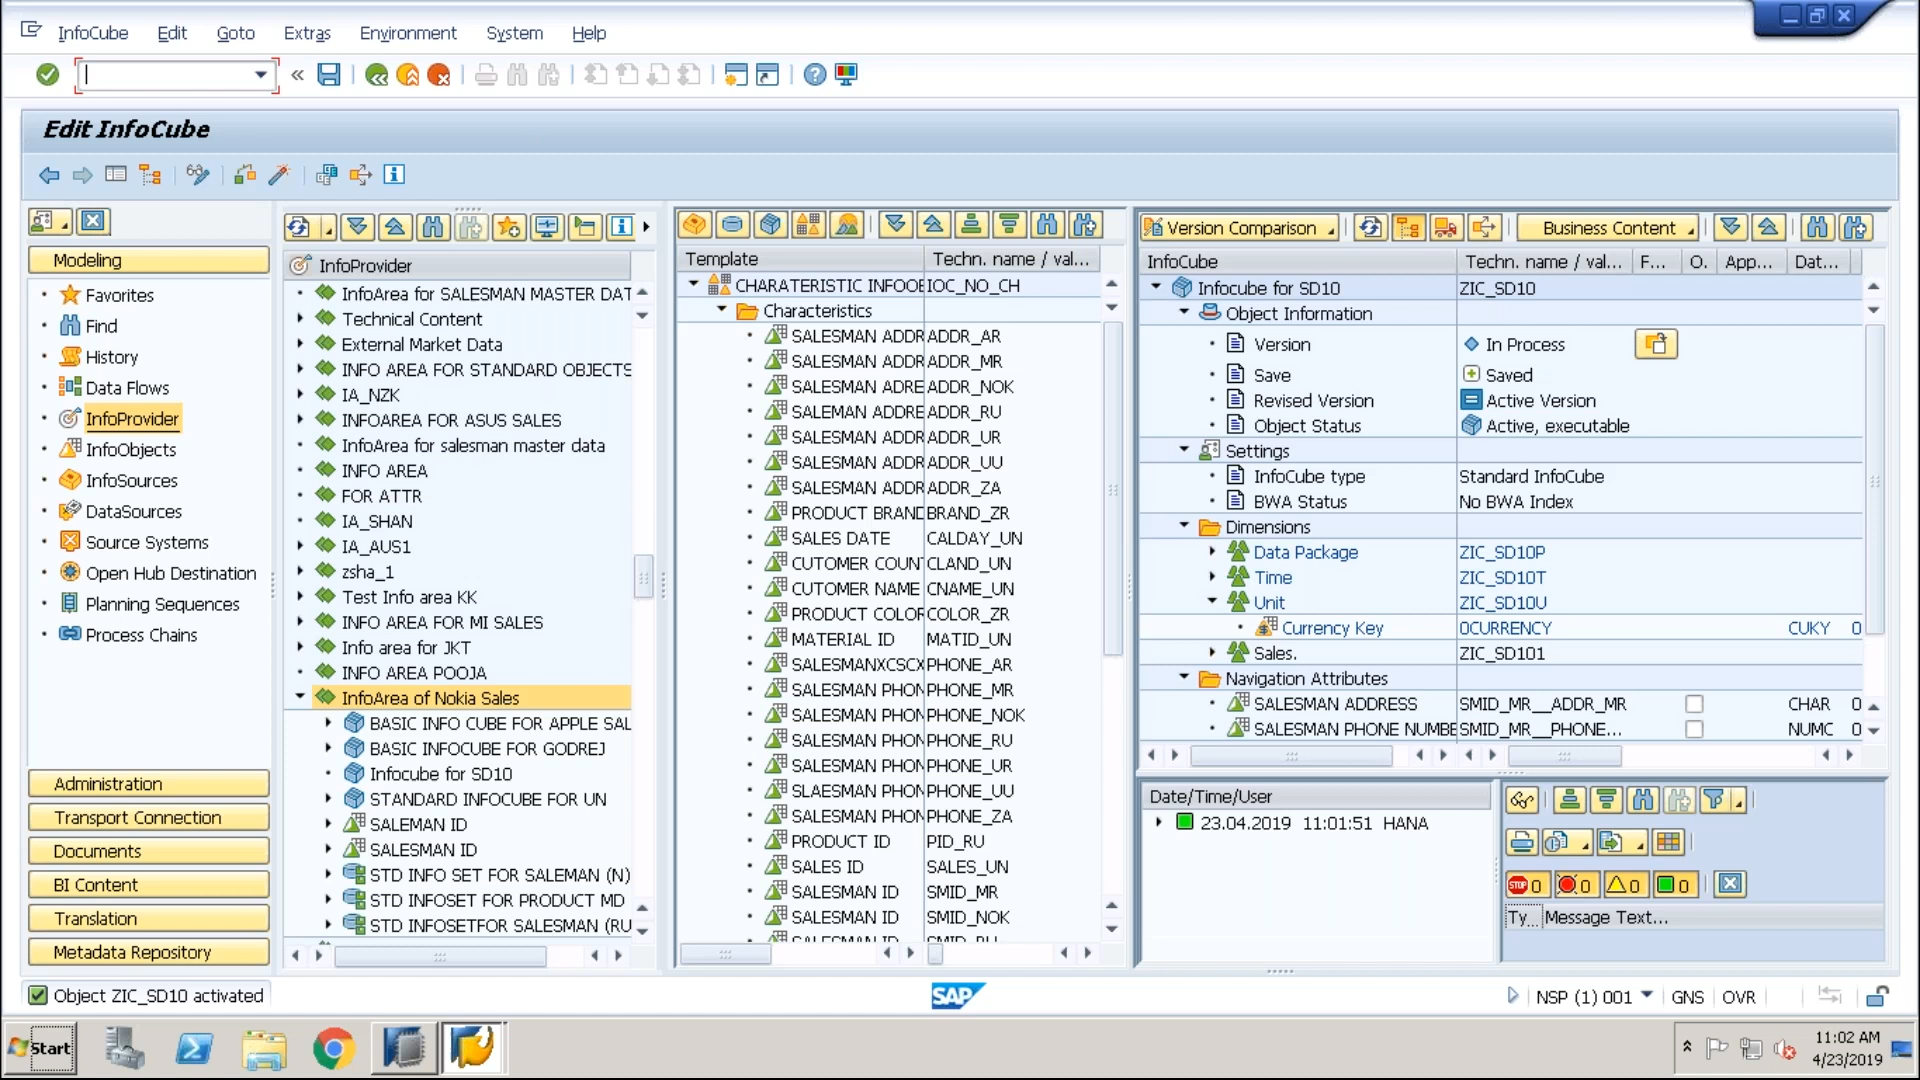 InfoCube Edit Goto Extras Environment System Help
Edit InfoCube
Modeling
Favorites
Find
History
Data Flows
InfoProvider
InfoObjects
InfoSources
DataSources
Source Systems
Open Hub Destination
Planning Sequences
Process Chains
Administration
Transport Connection
Documents
BI Content
Translation
Metadata Repository
InfoProvider
InfoArea for SALESMAN MASTER DAT
Technical Content
External Market Data
INFO AREA FOR STANDARD OBJECTS
IA_NZK
INFOAREA FOR ASUS SALES
InfoArea for salesman master data
INFO AREA
FOR ATTR
IA_SHAN
IA_AUS1
zsha_1
Test Info area KK
INFO AREA FOR MI SALES
Info area for JKT
INFO AREA POOJA
InfoArea of Nokia Sales
BASIC INFO CUBE FOR APPLE SAL
BASIC INFOCUBE FOR GODREJ
Infocube for SD10
STANDARD INFOCUBE FOR UN
SALEMAN ID
SALESMAN ID
STD INFO SET FOR SALEMAN (N)
STD INFOSET FOR PRODUCT MD
STD INFOSETFOR SALESMAN (RU
Template Techn. name / val...
CHARATERISTIC INFOOB IOC_NO_CH
Characteristics
SALESMAN ADDR ADDR_AR
SALESMAN ADDR ADDR_MR
SALESMAN ADRE ADDR_NOK
SALEMAN ADDRE ADDR_RU
SALESMAN ADDR ADDR_UR
SALESMAN ADDR ADDR_UU
SALESMAN ADDR ADDR_ZA
PRODUCT BRAND BRAND_ZR
SALES DATE CALDAY_UN
CUTOMER COUN CLAND_UN
CUTOMER NAME CNAME_UN
PRODUCT COLOR COLOR_ZR
MATERIAL ID MATID_UN
SALESMANXCSCX PHONE_AR
SALESMAN PHON PHONE_MR
SALESMAN PHON PHONE_NOK
SALESMAN PHON PHONE_RU
SALESMAN PHON PHONE_UR
SLAESMAN PHON PHONE_UU
SALESMAN PHON PHONE_ZA
PRODUCT ID PID_RU
SALES ID SALES_UN
SALESMAN ID SMID_MR
SALESMAN ID SMID_NOK
SALESMAN ID SMID_RU
Version Comparison Business Content
InfoCube Techn. name / val... F... O. App... Dat...
Infocube for SD10 ZIC_SD10
Object Information
Version In Process
Save Saved
Revised Version Active Version
Object Status Active, executable
Settings
InfoCube type Standard InfoCube
BWA Status No BWA Index
Dimensions
Data Package ZIC_SD10P
Time ZIC_SD10T
Unit ZIC_SD10U
Currency Key 0CURRENCY CUKY 0
Sales. ZIC_SD101
Navigation Attributes
SALESMAN ADDRESS SMID_MR__ADDR_MR CHAR 0
SALESMAN PHONE NUMBE SMID_MR__PHONE... NUMC 0
Date/Time/User
23.04.2019 11:01:51 HANA
STOP 0 0 0 0
Ty... Message Text...
Object ZIC_SD10 activated
SAP
NSP (1) 001 GNS OVR
Start
11:02 AM
4/23/2019